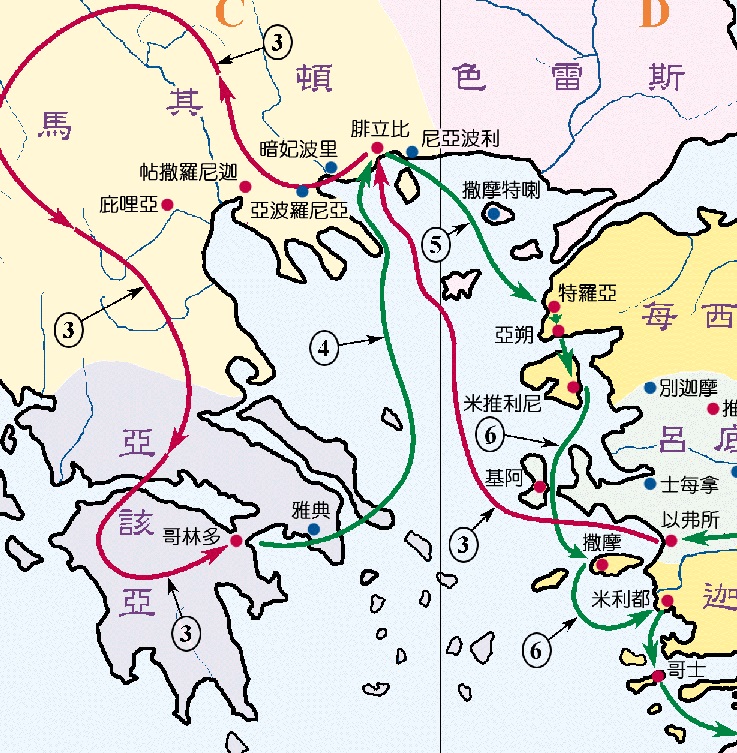 C
D
3
馬其頓
色雷斯
腓立比
尼亞波利
暗妃波里
帖撒羅尼迦
庇哩亞
亞波羅尼亞
撒摩特喇
5
特羅亞
3
4
亞朔
每西
米推利尼
別迦摩
推
6
亞該亞
呂底
基阿
士每拿
雅典
哥林多
3
以弗所
撒摩
米利都
迦
3
6
哥士